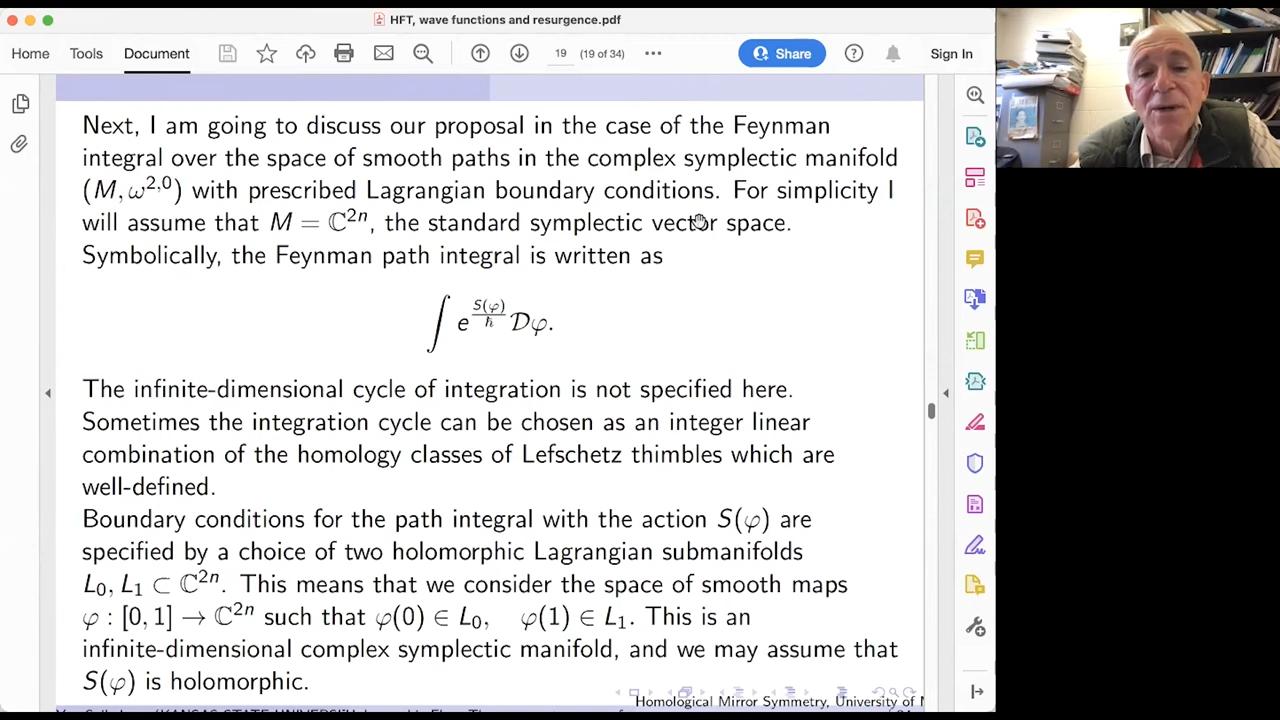 HFT, wave functions and resurgence.pdf
Home Tools Document 19 (19 of 34) Share Sign In
Next, I am going to discuss our proposal in the case of the Feynman
integral over the space of smooth paths in the complex symplectic manifold
(M, ω^{2,0}) with prescribed Lagrangian boundary conditions. For simplicity I
will assume that M = ℂ^{2n}, the standard symplectic vector space.
Symbolically, the Feynman path integral is written as
∫ e^{S(φ)/ħ} 𝒟φ.
The infinite-dimensional cycle of integration is not specified here.
Sometimes the integration cycle can be chosen as an integer linear
combination of the homology classes of Lefschetz thimbles which are
well-defined.
Boundary conditions for the path integral with the action S(φ) are
specified by a choice of two holomorphic Lagrangian submanifolds
L₀, L₁ ⊂ ℂ^{2n}. This means that we consider the space of smooth maps
φ : [0, 1] → ℂ^{2n} such that φ(0) ∈ L₀, φ(1) ∈ L₁. This is an
infinite-dimensional complex symplectic manifold, and we may assume that
S(φ) is holomorphic.
Homological Mirror Symmetry, University of